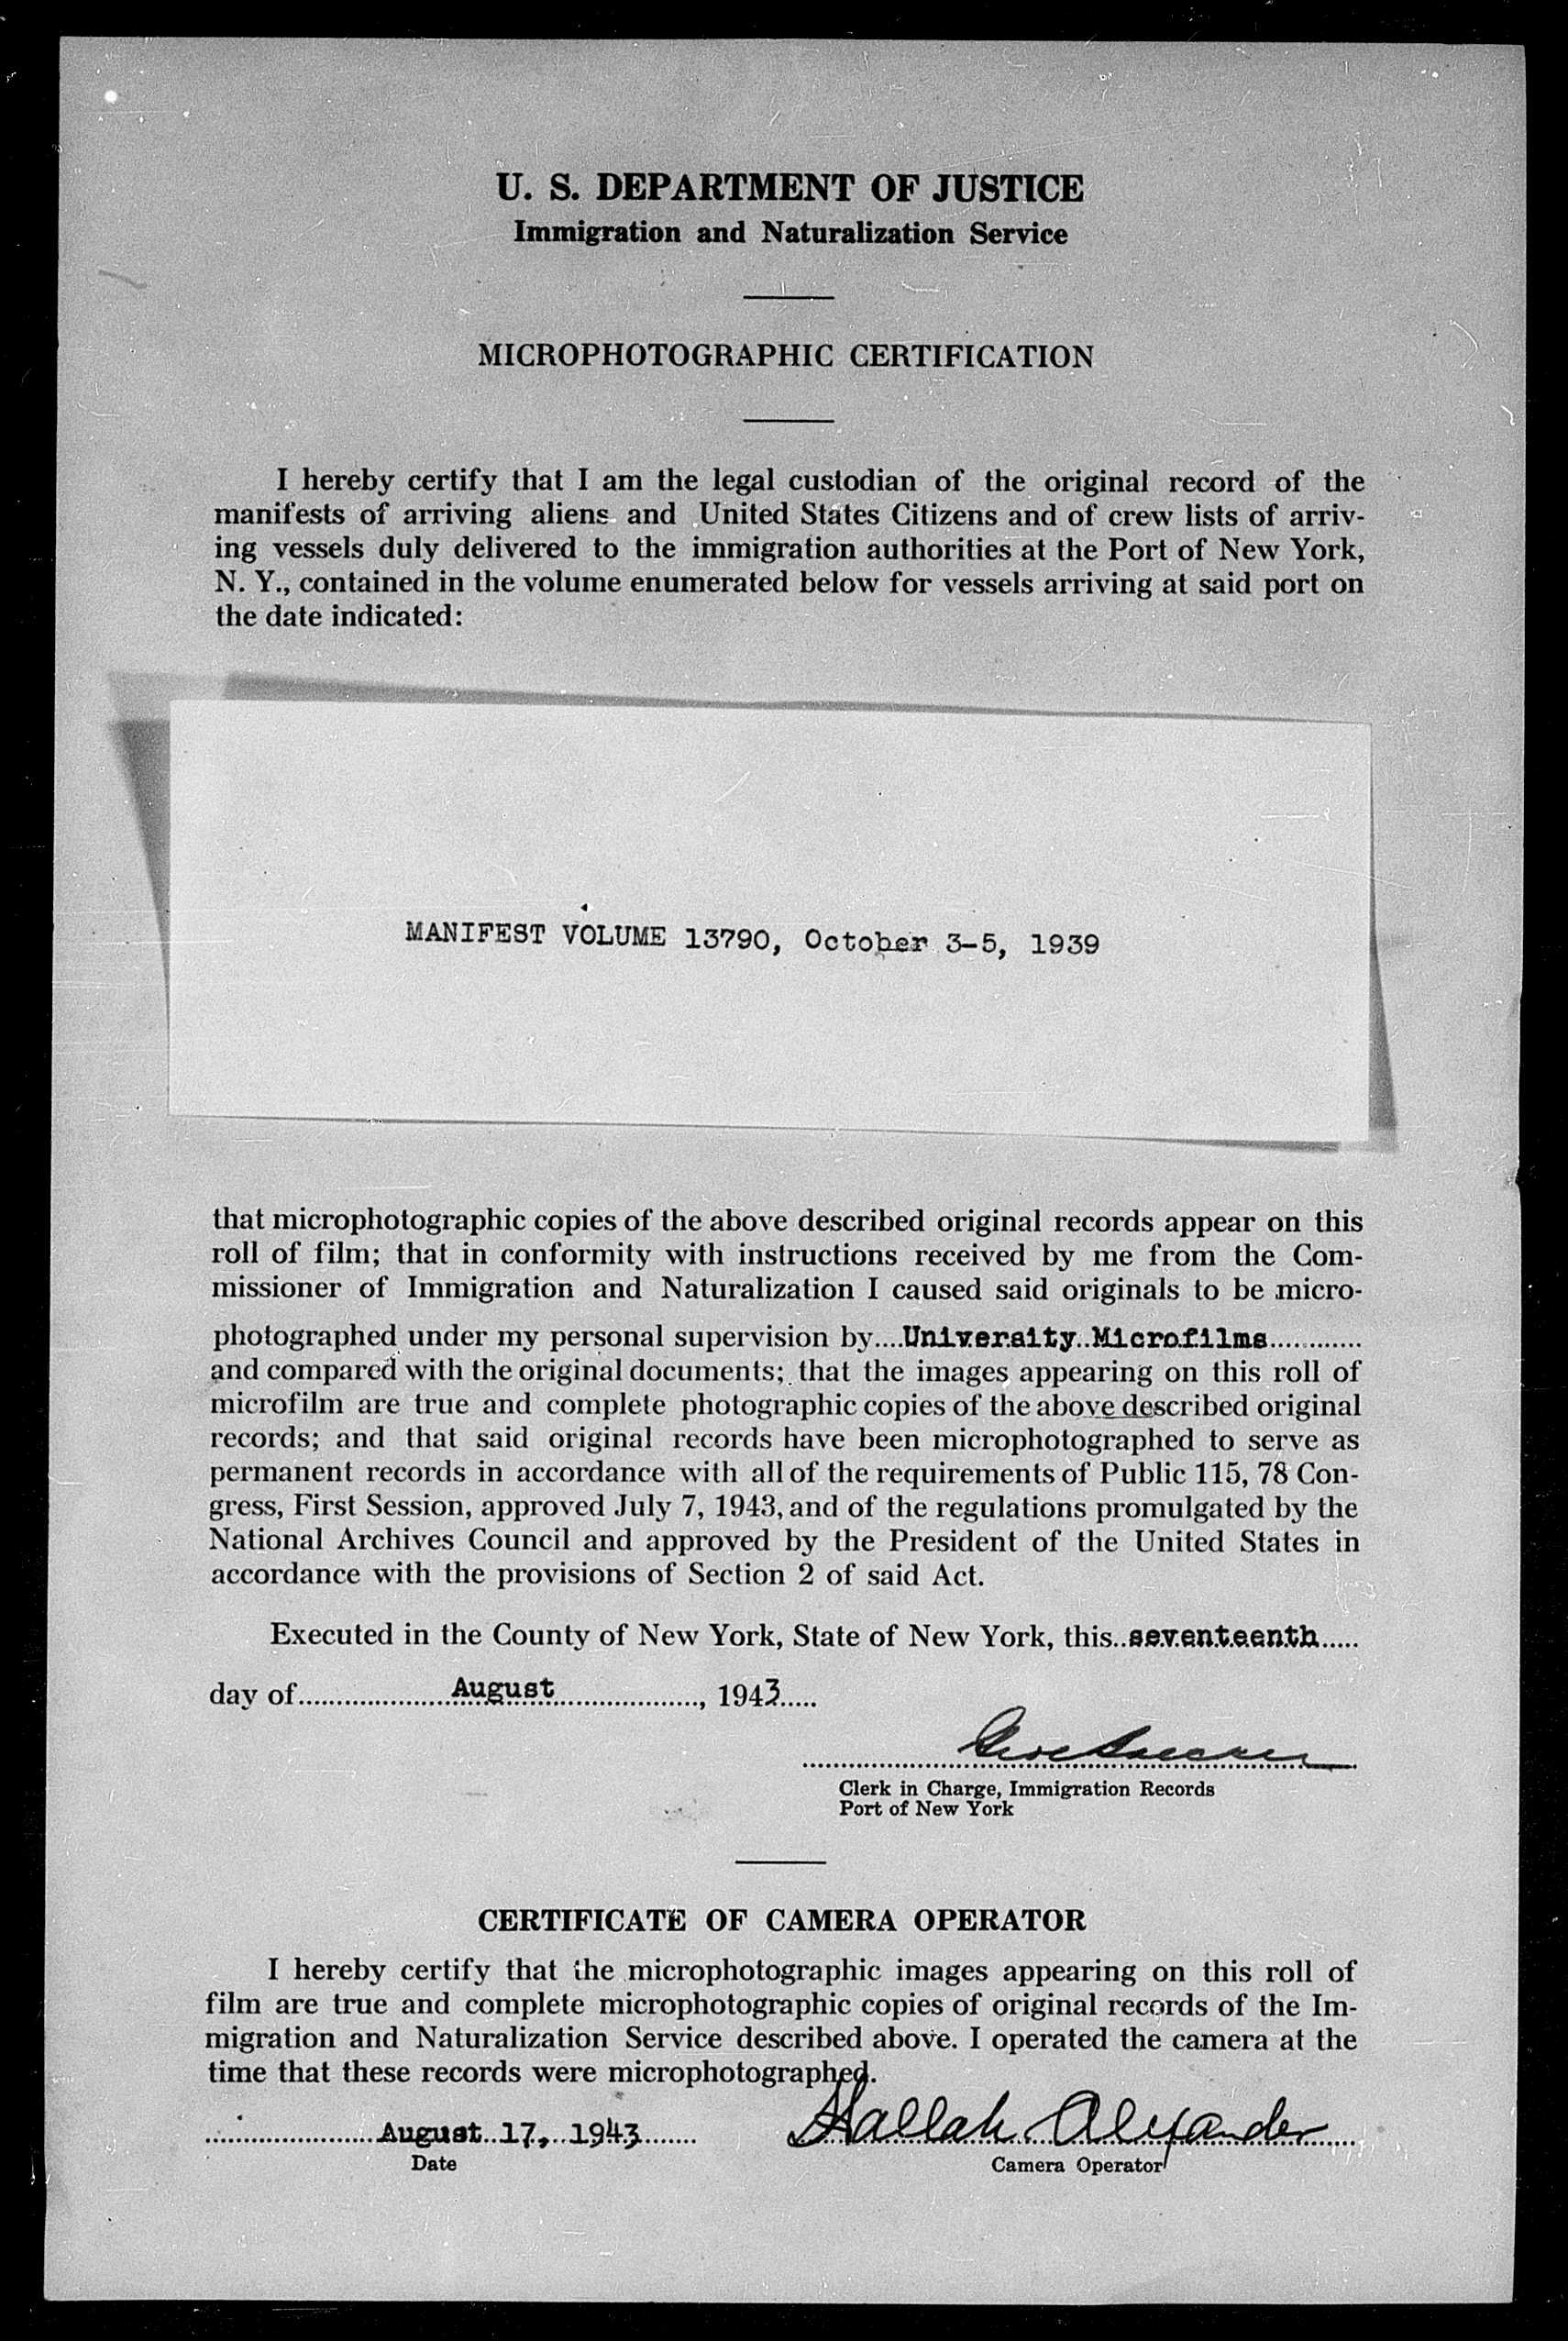 U. S. DEPARTMENT OF JUSTICE
Immigration and Naturalization Service
MICROPHOTOGRAPHIC CERTIFICATION
I hereby certify that I am the legal custodian of the original record of the
manifests of arriving aliens and United States Citizens and of crew lists of arriv-
ing vessels duly delivered to the immigration authorities at the Port of New York,
N. Y., contained in the volume enumerated below for vessels arriving at said port on
the date indicated:
MANIFEST VOLUME 13790, October 3-5, 1939
that microphotographic copies of the above described original records appear on this
roll of film; that in conformity with instructions received by me from the Com-
missioner of Immigration and Naturalization I caused said originals to be micro-
photographed under my personal supervision by....University Microfilms............
and compared with the original documents; that the images appearing on this roll of
microfilm are true and complete photographic copies of the above described original
records; and that said original records have been microphotographed to serve as
permanent records in accordance with all of the requirements of Public 115, 78 Con-
gress, First Session, approved July 7, 1943, and of the regulations promulgated by the
National Archives Council and approved by the President of the United States in
accordance with the provisions of Section 2 of said Act.
Executed in the County of New York, State of New York, this..seventeenth.....
day of.....................August...................., 1943.....
Clerk in Charge, Immigration Records
Port of New York
CERTIFICATE OF CAMERA OPERATOR
I hereby certify that the microphotographic images appearing on this roll of
film are true and complete microphotographic copies of original records of the Im-
migration and Naturalization Service described above. I operated the camera at the
time that these records were microphotographed.
.....................August 17, 1943....... Hallah Alexander
Date Camera Operator